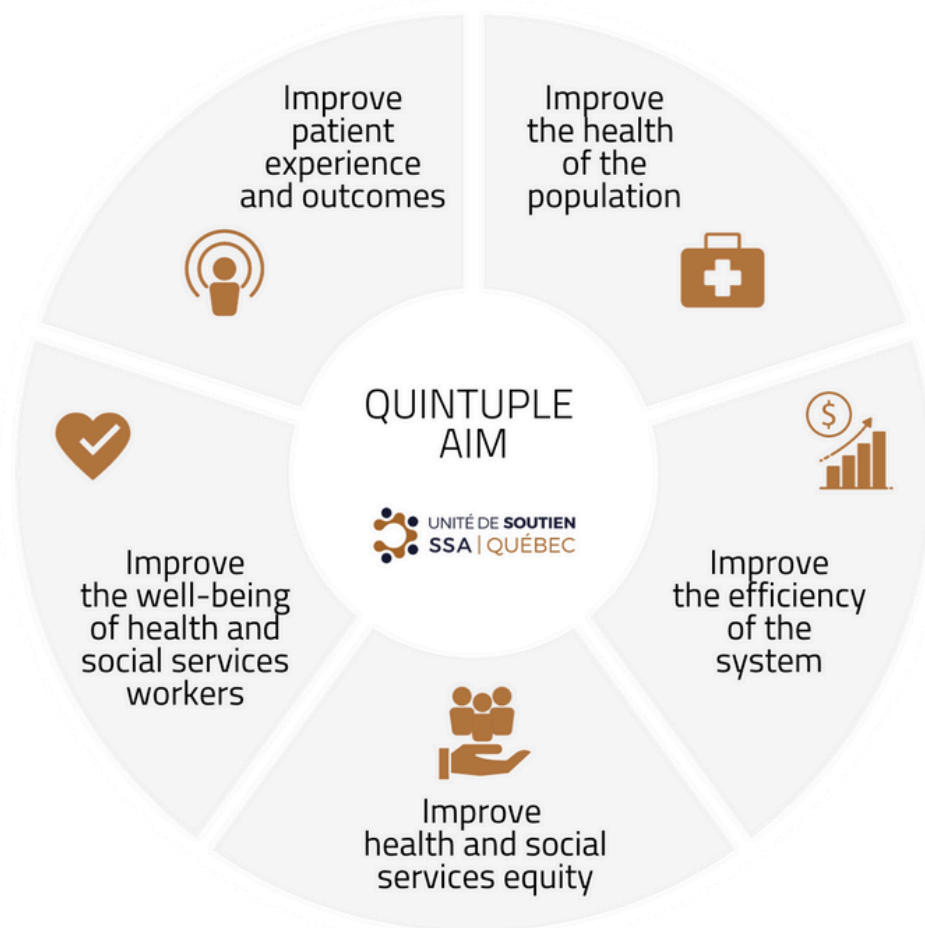 Improve
patient
experience
and outcomes
Improve
the health
of the
population
QUINTUPLE
AIM
UNITÉ DE SOUTIEN
SSA | QUÉBEC
$
Improve
the well-being
of health and
social services
workers
Improve
the efficiency
of the
system
Improve
health and social
services equity